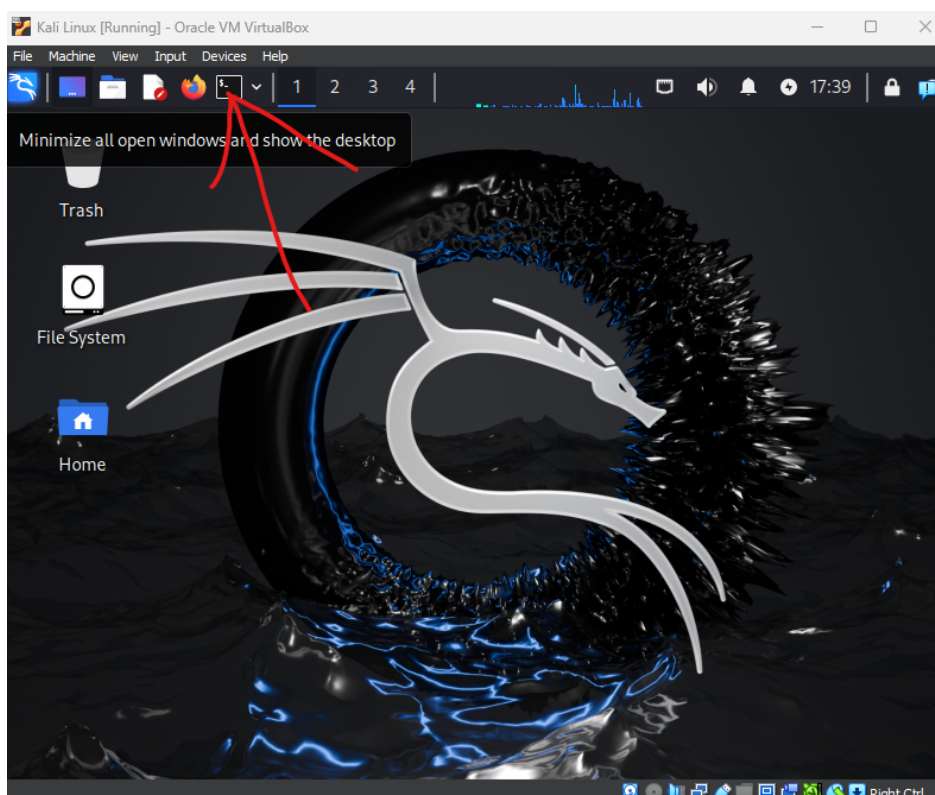 Kali Linux [Running] - Oracle VM VirtualBox
File Machine View Input Devices Help
$_ 1 2 3 4 17:39
Minimize all open windows and show the desktop
Trash
File System
Home
Right Ctrl